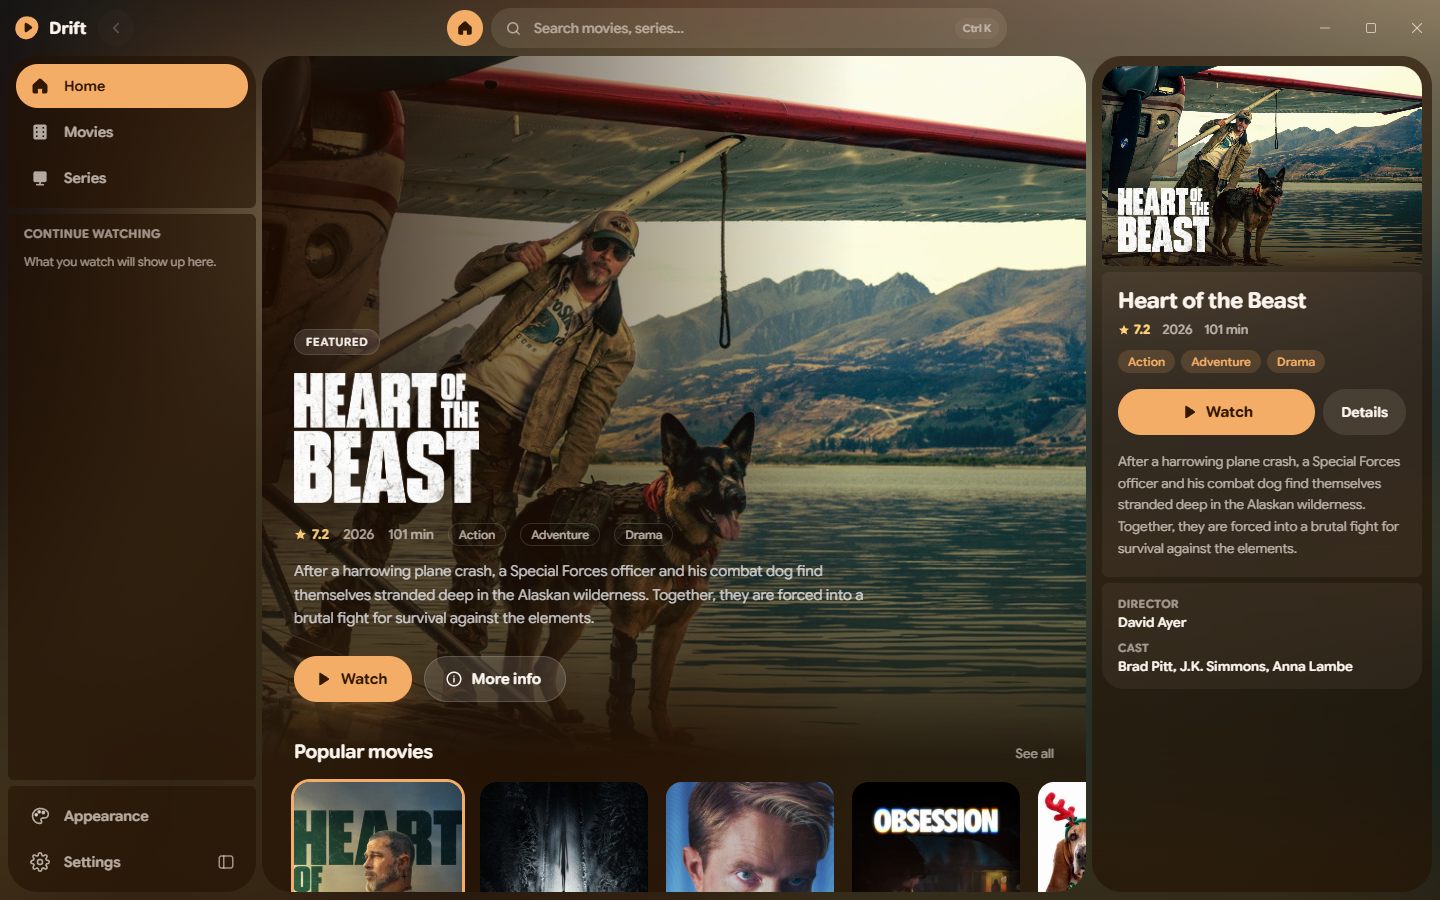 Drift
Search movies, series...
Ctrl K
Home
Movies
Series
CONTINUE WATCHING
What you watch will show up here.
Appearance
Settings
FEATURED
HEART OF THE
BEAST
7.2 2026 101 min Action Adventure Drama
After a harrowing plane crash, a Special Forces officer and his combat dog find
themselves stranded deep in the Alaskan wilderness. Together, they are forced into a
brutal fight for survival against the elements.
Watch More info
Popular movies
See all
HEART
OF
OBSESSION
HEART OF THE
BEAST
Heart of the Beast
7.2 2026 101 min
Action Adventure Drama
Watch Details
After a harrowing plane crash, a Special Forces
officer and his combat dog find themselves
stranded deep in the Alaskan wilderness.
Together, they are forced into a brutal fight for
survival against the elements.
DIRECTOR
David Ayer
CAST
Brad Pitt, J.K. Simmons, Anna Lambe